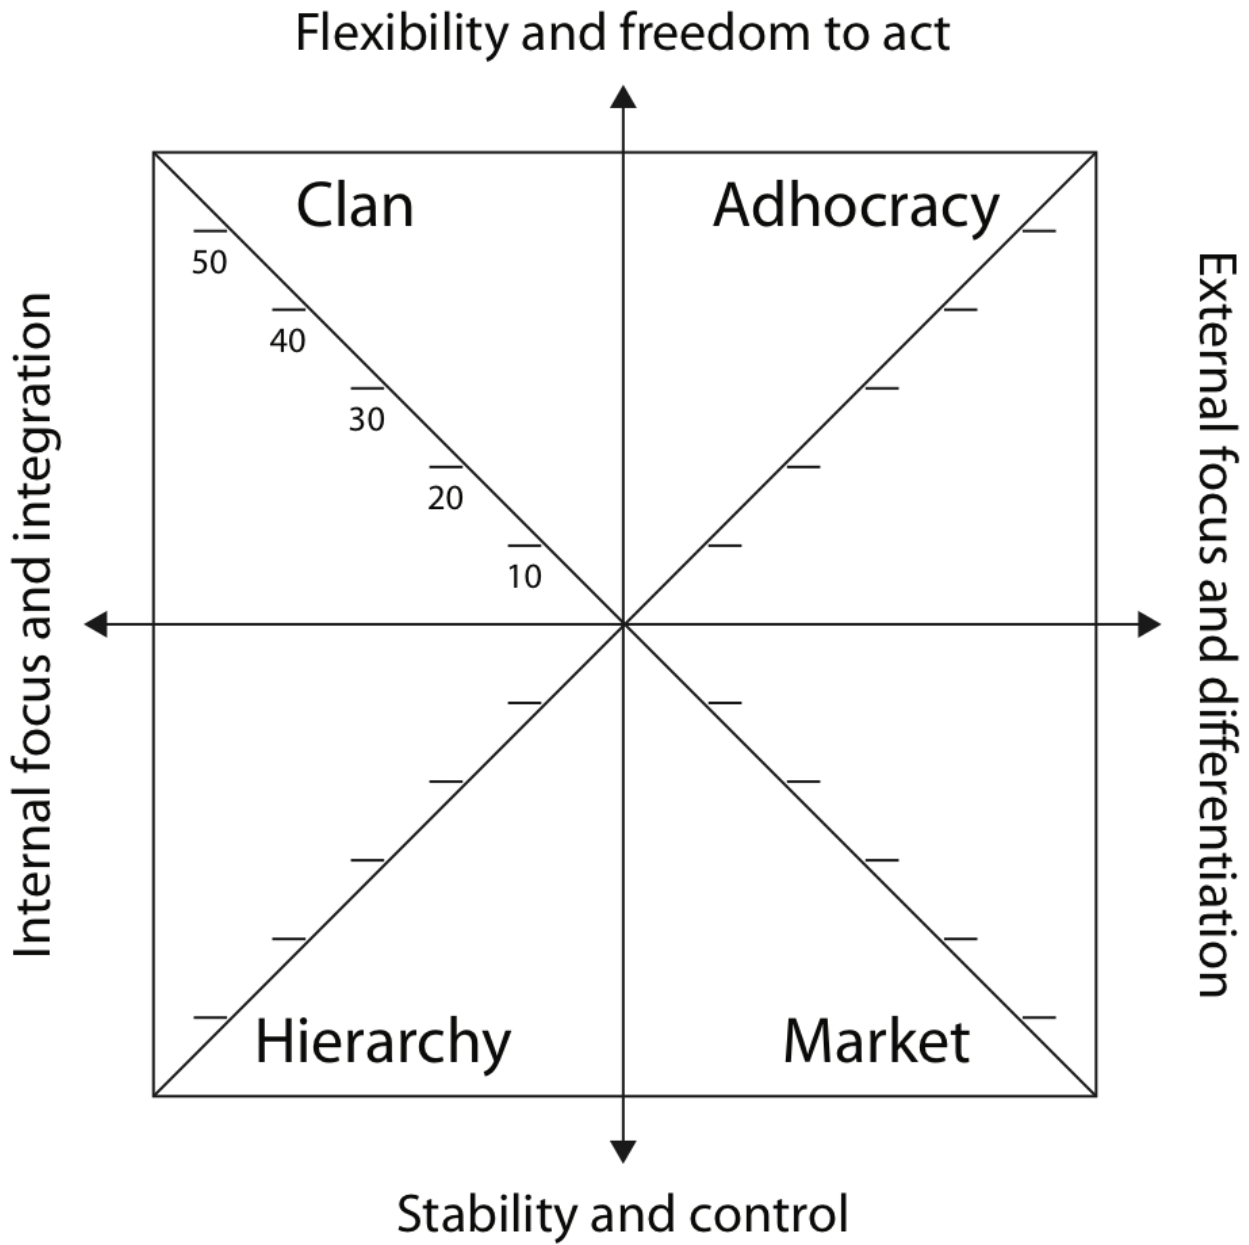 Flexibility and freedom to act
Clan
Adhocracy
50
40
30
20
10
Internal focus and integration
External focus and differentiation
Hierarchy
Market
Stability and control